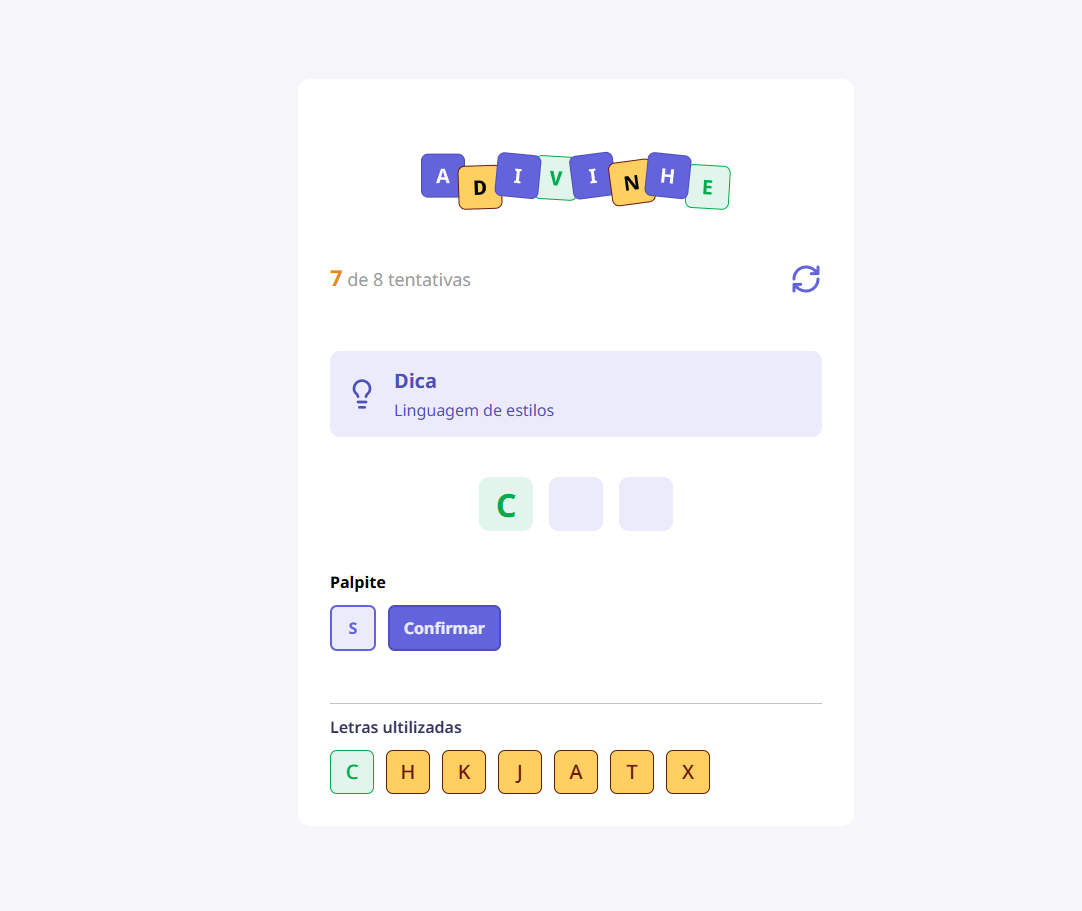 ADIVINHE
7 de 8 tentativas
Dica
Linguagem de estilos
C
Palpite
S Confirmar
Letras ultilizadas
C H K J A T X